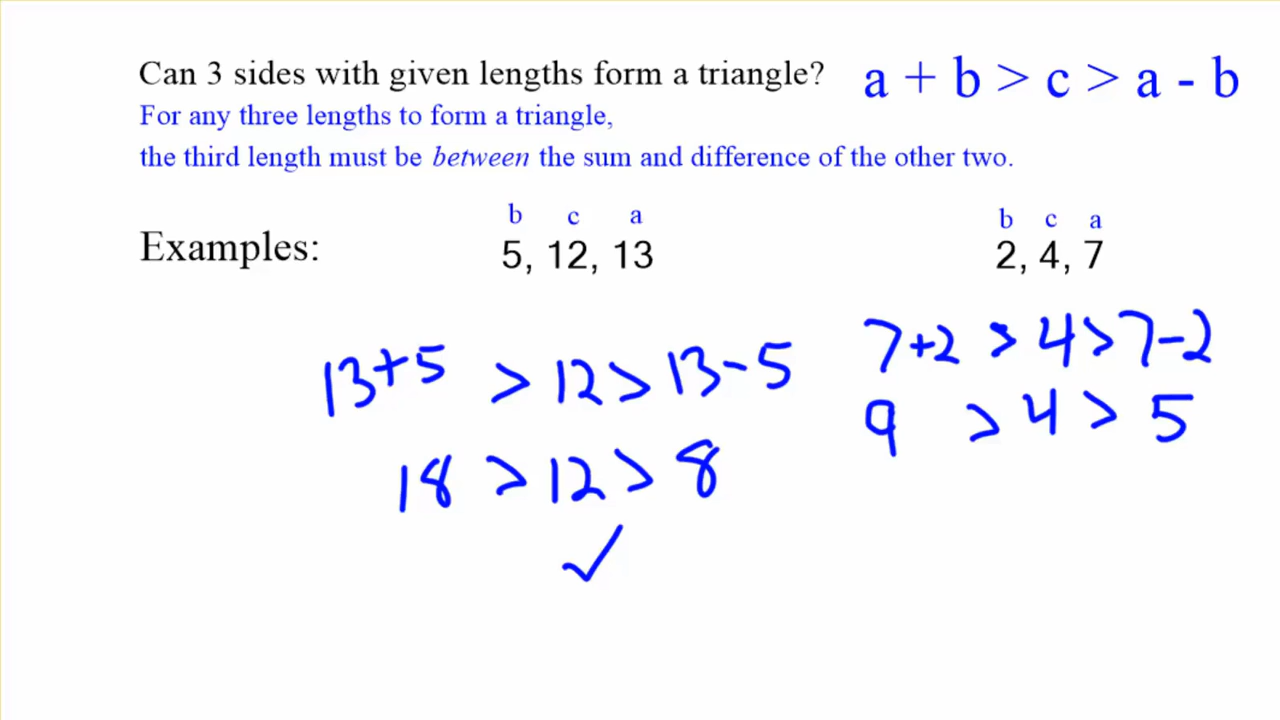 Can 3 sides with given lengths form a triangle? a + b > c > a - b
For any three lengths to form a triangle,
the third length must be between the sum and difference of the other two.
b c a b c a
Examples: 5, 12, 13 2, 4, 7
13+5 > 12 > 13-5 7+2 > 4 > 7-2
18 > 12 > 8 9 > 4 > 5
✓